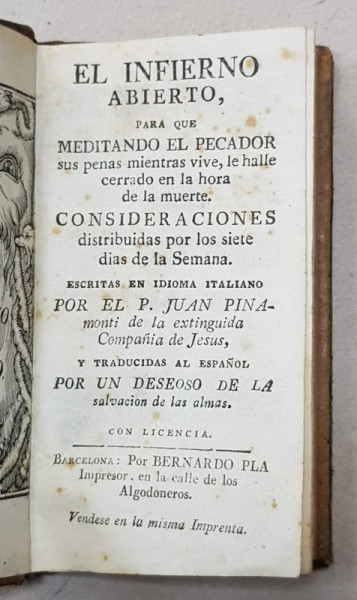 EL INFIERNO
ABIERTO,
PARA QUE
MEDITANDO EL PECADOR
sus penas mientras vive, le halle
cerrado en la hora
de la muerte.
CONSIDERACIONES
distribuidas por los siete
dias de la Semana.
ESCRITAS EN IDIOMA ITALIANO
POR EL P. JUAN PINA-
monti de la extinguida
Compañia de Jesus,
Y TRADUCIDAS AL ESPAÑOL
POR UN DESEOSO DE LA
salvacion de las almas.
CON LICENCIA.
BARCELONA: Por BERNARDO PLA
Impresor, en la calle de los
Algodoneros.
Vendese en la misma Imprenta.